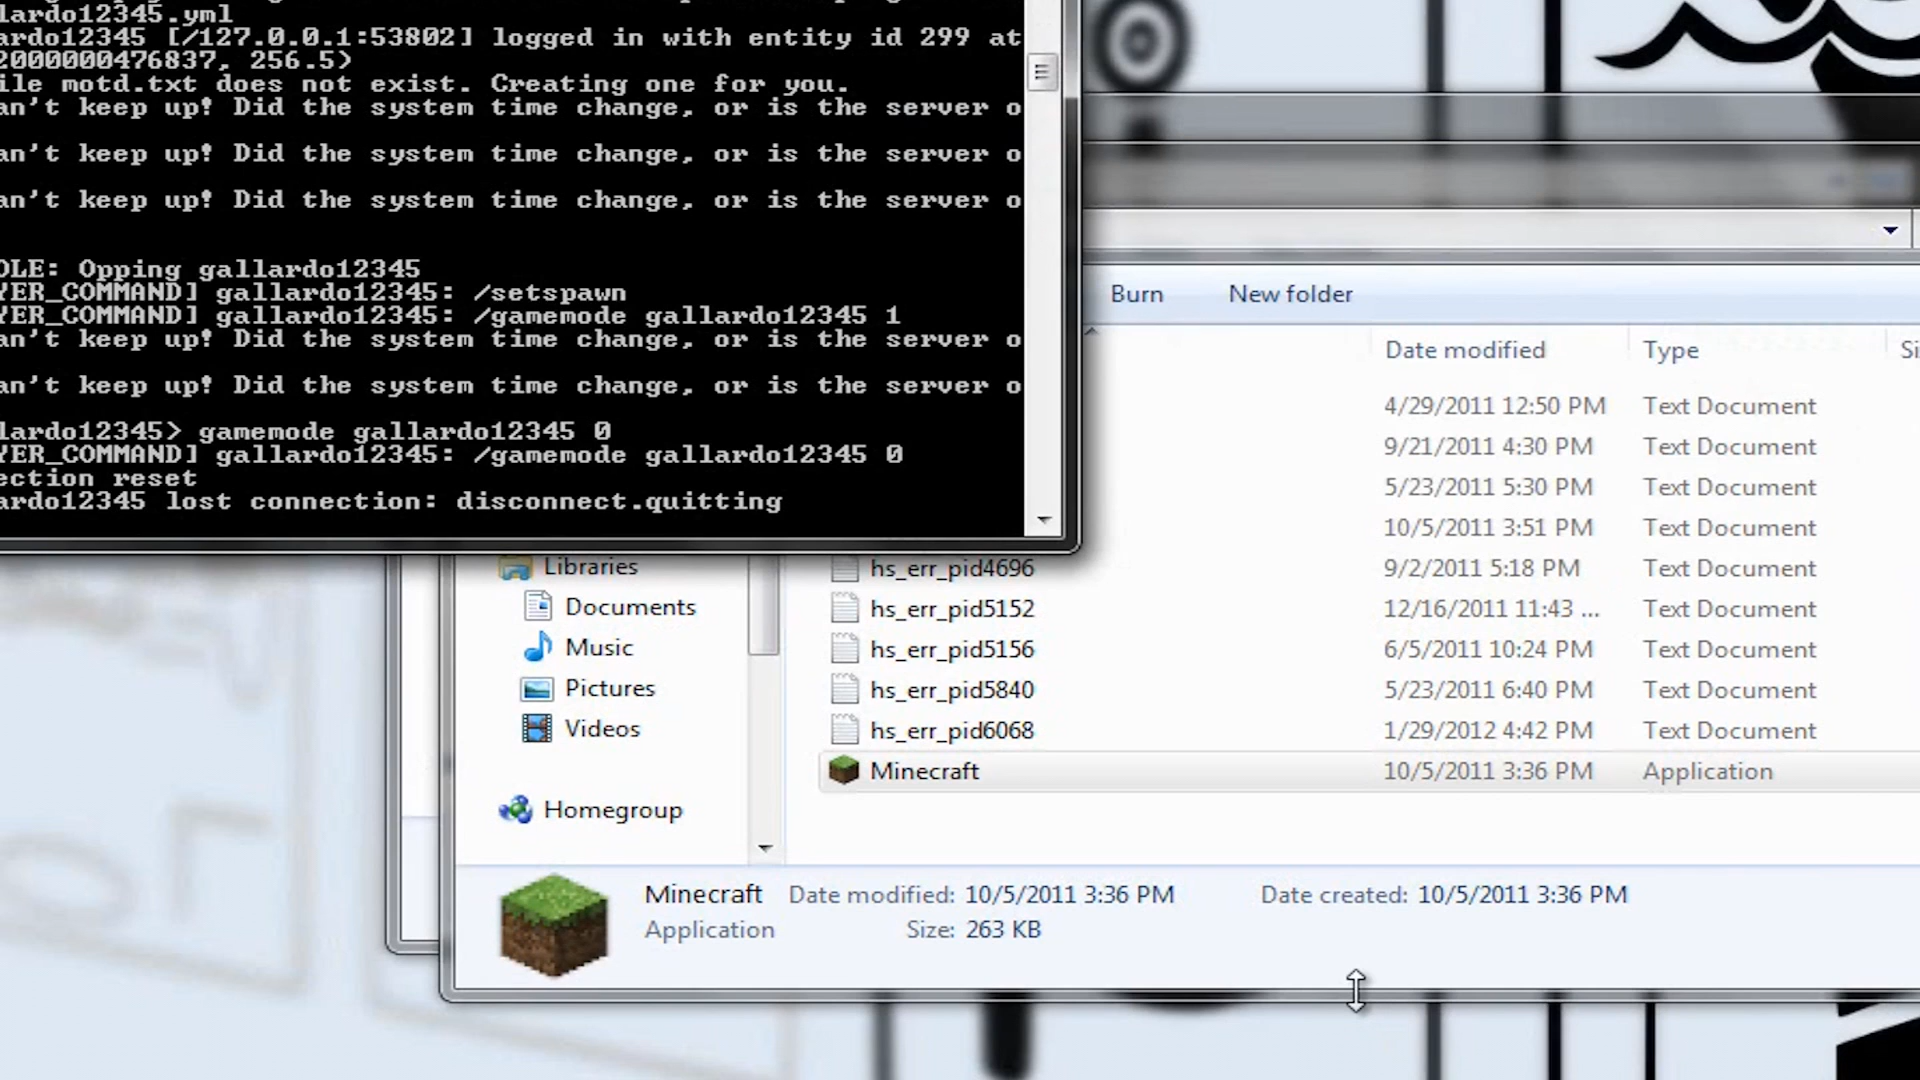 lardo12345.yml
ardo12345 [/127.0.0.1:53802] logged in with entity id 299 at
2000000476837, 256.5>
ile motd.txt does not exist. Creating one for you.
an't keep up! Did the system time change, or is the server o
an't keep up! Did the system time change, or is the server o
an't keep up! Did the system time change, or is the server o
OLE: Opping gallardo12345
YER_COMMAND] gallardo12345: /setspawn
YER_COMMAND] gallardo12345: /gamemode gallardo12345 1
an't keep up! Did the system time change, or is the server o
an't keep up! Did the system time change, or is the server o
lardo12345> gamemode gallardo12345 0
YER_COMMAND] gallardo12345: /gamemode gallardo12345 0
ection reset
ardo12345 lost connection: disconnect.quitting
Burn New folder
Date modified Type Si
4/29/2011 12:50 PM Text Document
9/21/2011 4:30 PM Text Document
5/23/2011 5:30 PM Text Document
10/5/2011 3:51 PM Text Document
hs_err_pid4696 9/2/2011 5:18 PM Text Document
hs_err_pid5152 12/16/2011 11:43 ... Text Document
hs_err_pid5156 6/5/2011 10:24 PM Text Document
hs_err_pid5840 5/23/2011 6:40 PM Text Document
hs_err_pid6068 1/29/2012 4:42 PM Text Document
Minecraft 10/5/2011 3:36 PM Application
Libraries
Documents
Music
Pictures
Videos
Homegroup
Minecraft Date modified: 10/5/2011 3:36 PM Date created: 10/5/2011 3:36 PM
Application Size: 263 KB